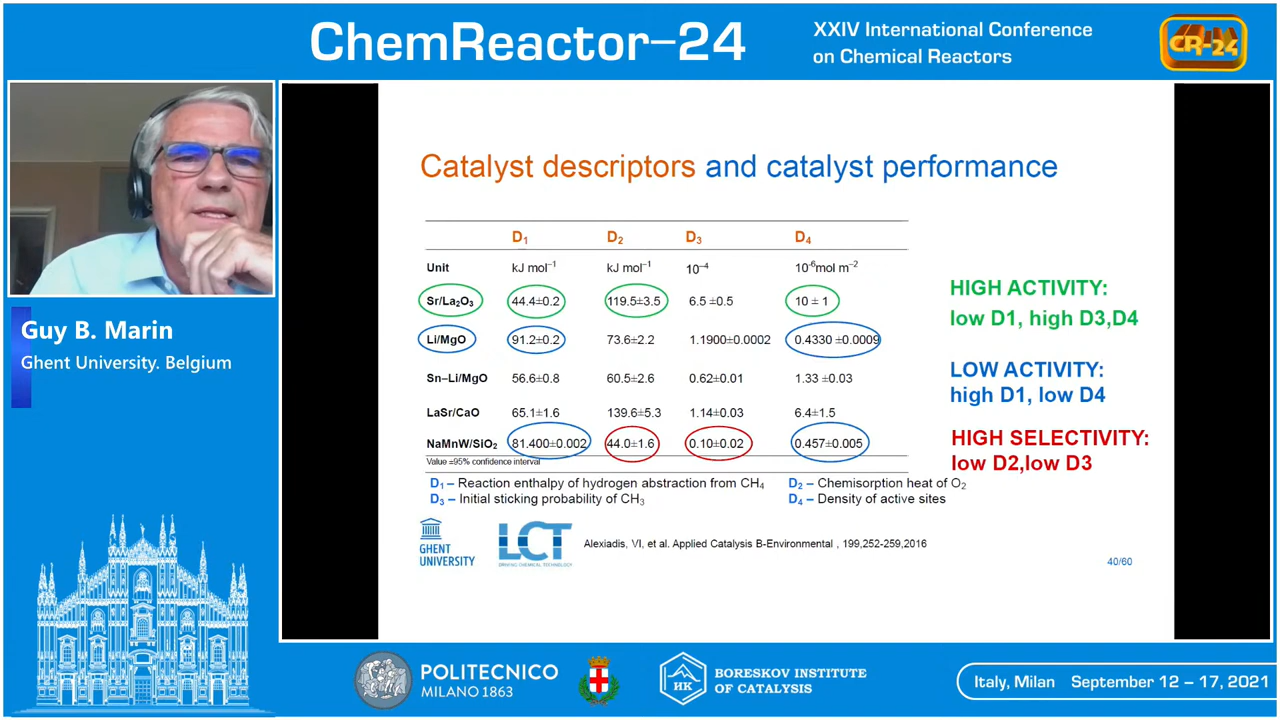 ChemReactor–24
XXIV International Conference
on Chemical Reactors
CR-24
Guy B. Marin
Ghent University. Belgium
Catalyst descriptors and catalyst performance
D1 D2 D3 D4
Unit kJ mol⁻¹ kJ mol⁻¹ 10⁻⁴ 10⁻⁶mol m⁻²
Sr/La₂O₃ 44.4±0.2 119.5±3.5 6.5 ±0.5 10 ± 1
Li/MgO 91.2±0.2 73.6±2.2 1.1900±0.0002 0.4330 ±0.0009
Sn–Li/MgO 56.6±0.8 60.5±2.6 0.62±0.01 1.33 ±0.03
LaSr/CaO 65.1±1.6 139.6±5.3 1.14±0.03 6.4±1.5
NaMnW/SiO₂ 81.400±0.002 44.0±1.6 0.10±0.02 0.457±0.005
Value =95% confidence interval
HIGH ACTIVITY:
low D1, high D3,D4
LOW ACTIVITY:
high D1, low D4
HIGH SELECTIVITY:
low D2,low D3
D₁ – Reaction enthalpy of hydrogen abstraction from CH₄
D₂ – Chemisorption heat of O₂
D₃ – Initial sticking probability of CH₃
D₄ – Density of active sites
GHENT
UNIVERSITY
LCT
Alexiadis, VI, et al. Applied Catalysis B-Environmental , 199,252-259,2016
40/60
POLITECNICO
MILANO 1863
НК
BORESKOV INSTITUTE
OF CATALYSIS
Italy, Milan September 12 – 17, 2021